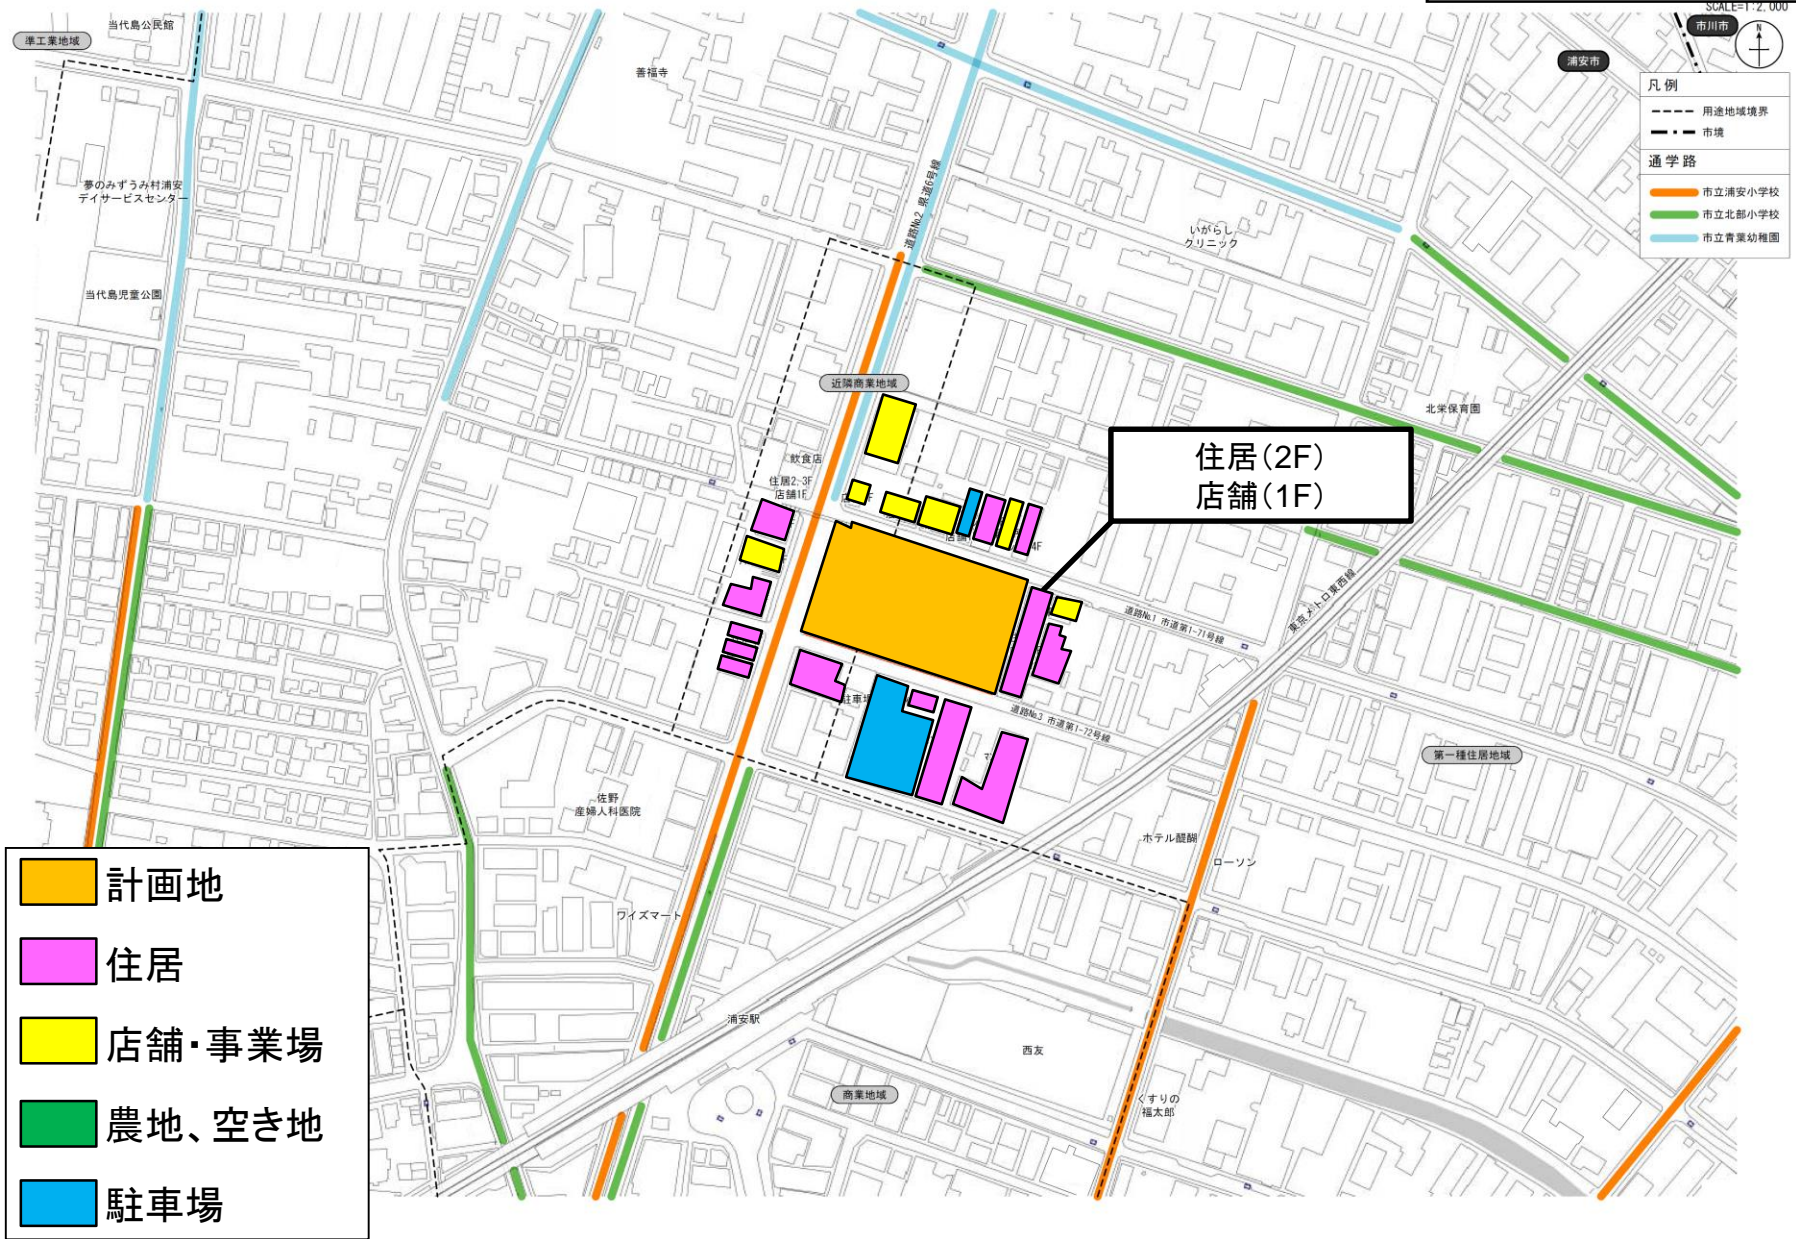 SCALE=1:2,000
市川市
N
浦安市
凡例
用途地域境界
市境
通学路
市立浦安小学校
市立北部小学校
市立青葉幼稚園
準工業地域
当代島公民館
善福寺
夢のみずうみ村浦安
デイサービスセンター
道路№2 県道6号線
いがらし
クリニック
当代島児童公園
近隣商業地域
北栄保育園
飲食店
住居2,3F
店舗1F
住居(2F)
店舗(1F)
4F
東京メトロ東西線
道路№1 市道第1-71号線
道路№3 市道第1-72号線
第一種住居地域
佐野
産婦人科医院
ホテル醍醐
ローソン
ワイズマート
浦安駅
西友
商業地域
くすりの
福太郎
計画地
住居
店舗・事業場
農地、空き地
駐車場